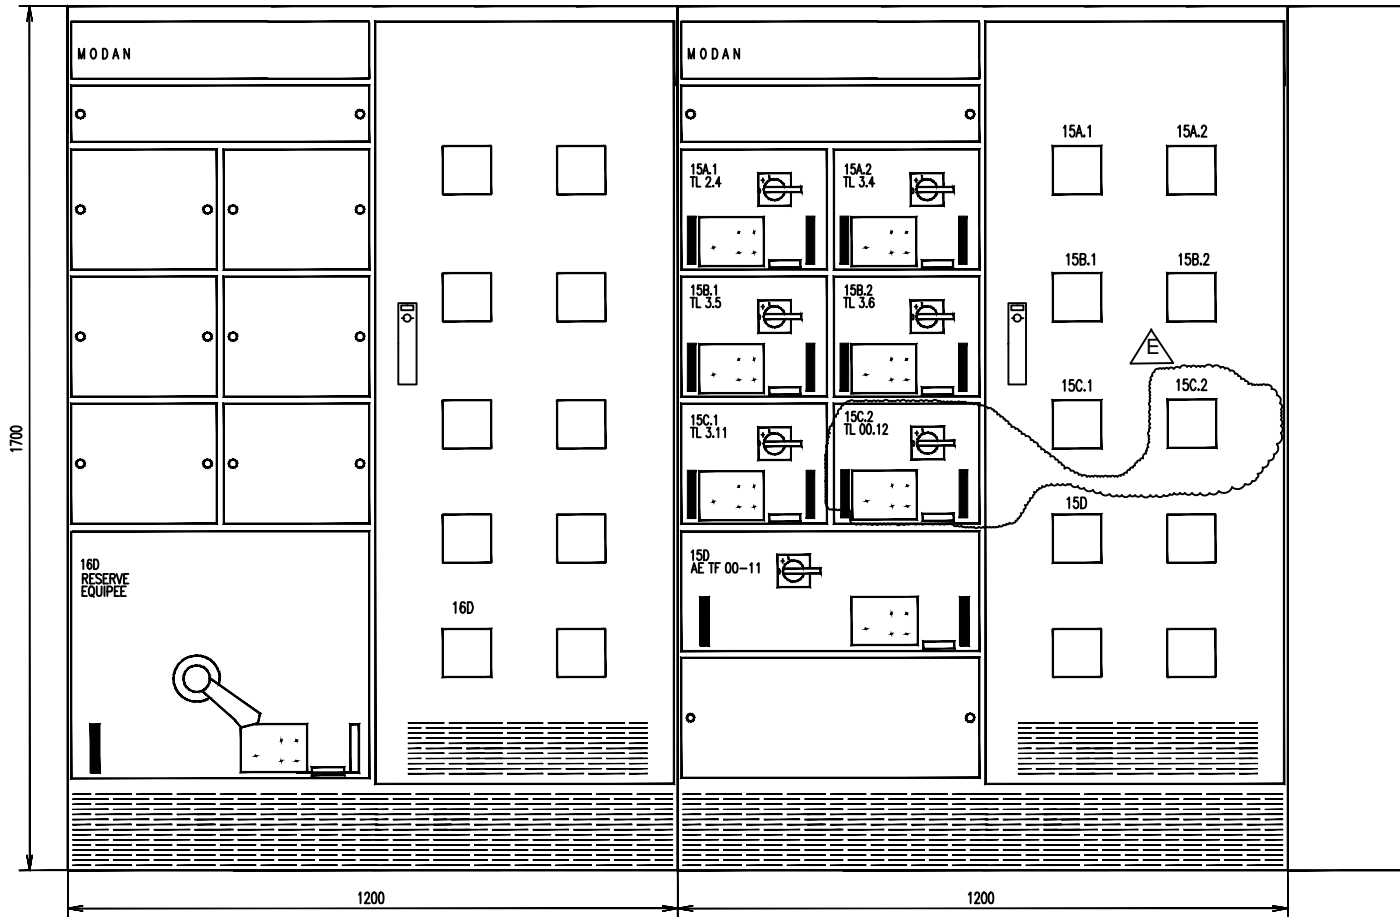 MODAN
MODAN
15A.1
15A.2
15A.1
TL 2.4
15A.2
TL 3.4
15B.1
15B.2
15B.1
TL 3.5
15B.2
TL 3.6
E
15C.1
15C.2
15C.1
TL 3.11
15C.2
TL 00.12
1700
15D
15D
AE TF 00-11
16D
RESERVE
EQUIPEE
16D
1200
1200